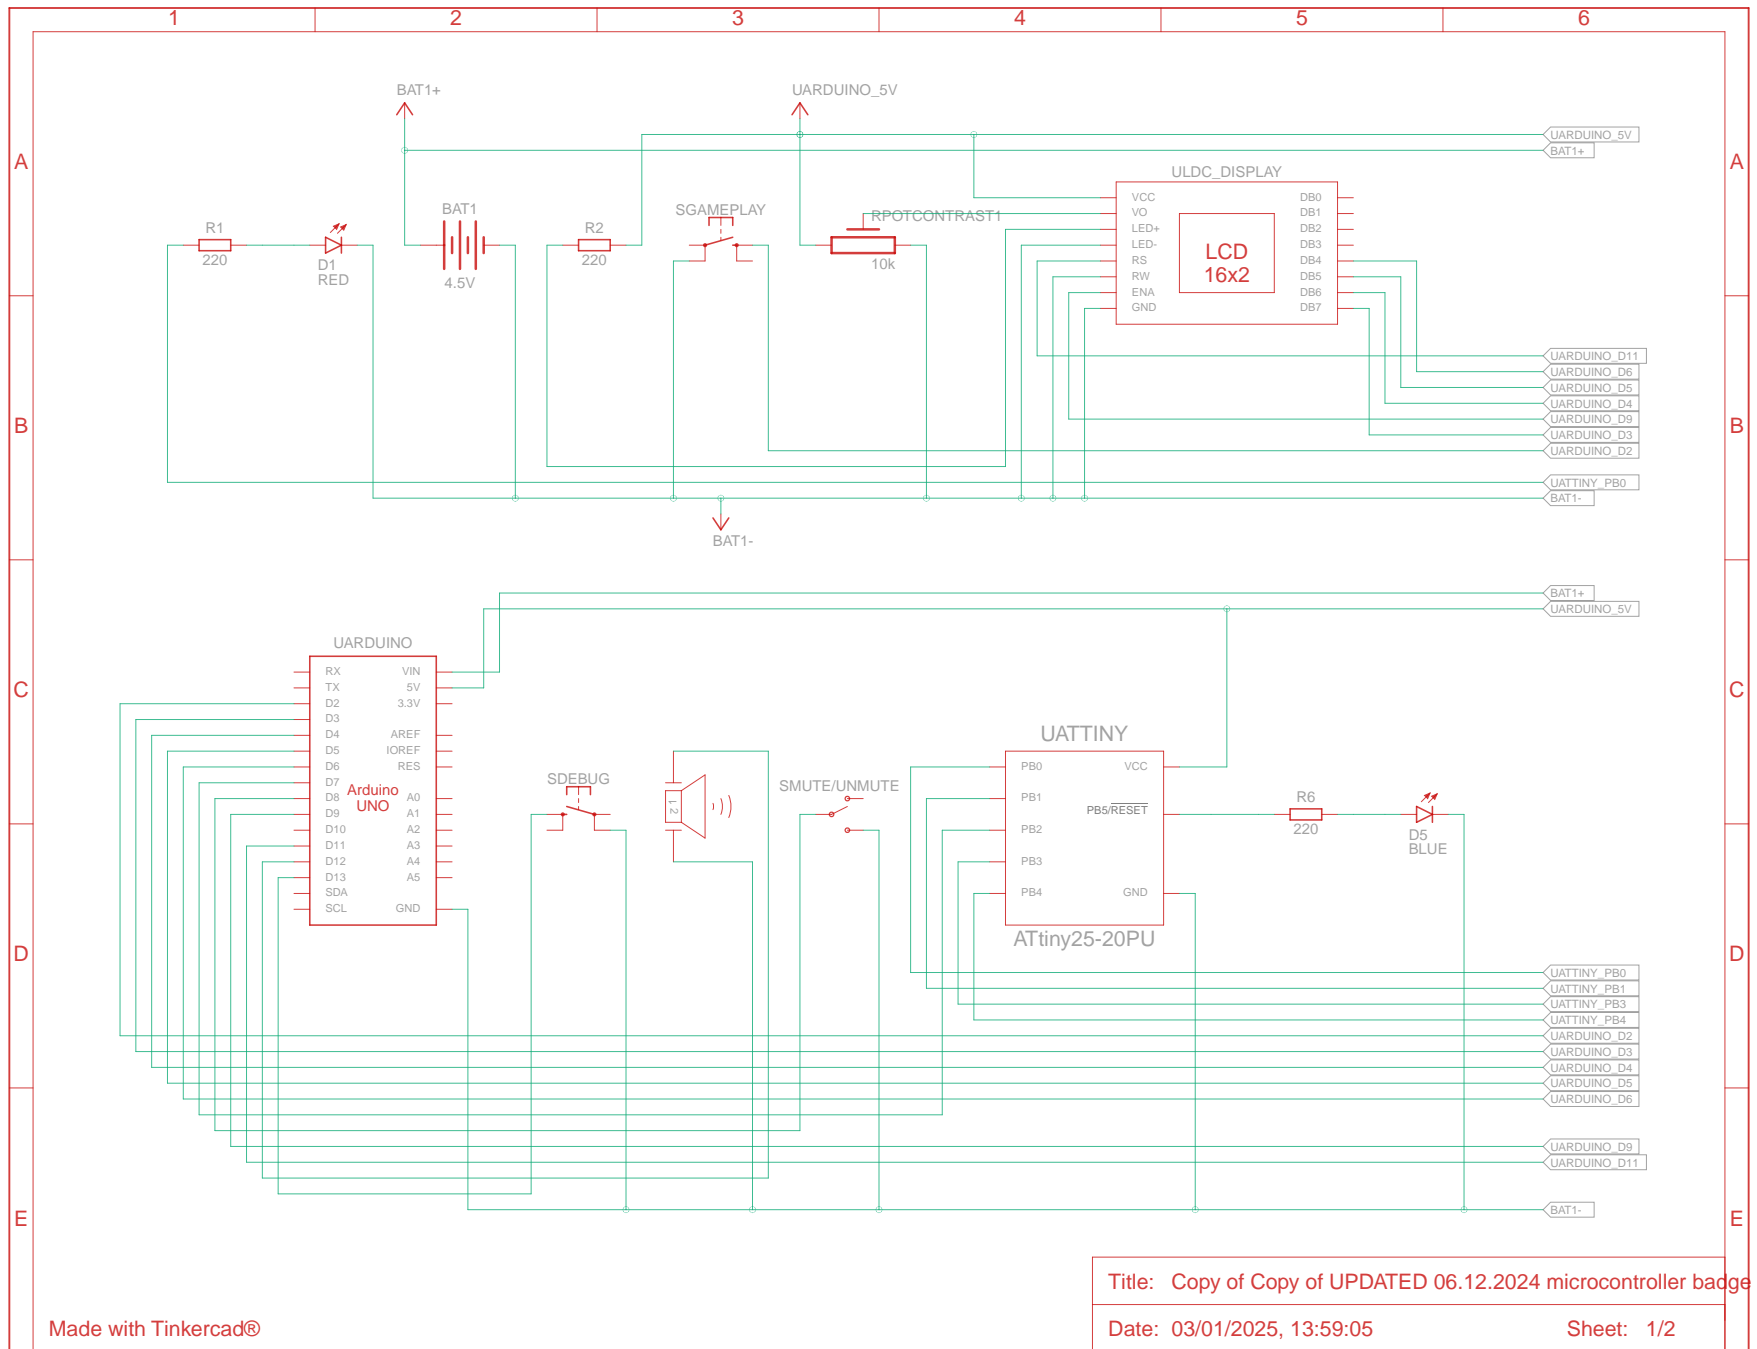 1 2 3 4 5 6
A A
B B
C C
D D
E E
BAT1+
UARDUINO_5V
UARDUINO_5V
BAT1+
ULDC_DISPLAY
R1
220
D1
RED
BAT1
4.5V
R2
220
SGAMEPLAY
RPOTCONTRAST1
10k
VCC
VO
LED+
LED-
RS
RW
ENA
GND
LCD
16x2
DB0
DB1
DB2
DB3
DB4
DB5
DB6
DB7
UARDUINO_D11
UARDUINO_D6
UARDUINO_D5
UARDUINO_D4
UARDUINO_D9
UARDUINO_D3
UARDUINO_D2
UATTINY_PB0
BAT1-
BAT1-
BAT1+
UARDUINO_5V
UARDUINO
RX
TX
D2
D3
D4
D5
D6
D7
D8
D9
D10
D11
D12
D13
SDA
SCL
Arduino
UNO
VIN
5V
3.3V
AREF
IOREF
RES
A0
A1
A2
A3
A4
A5
GND
SDEBUG
1 2
SMUTE/UNMUTE
UATTINY
PB0
PB1
PB2
PB3
PB4
VCC
PB5/RESET
GND
ATtiny25-20PU
R6
220
D5
BLUE
UATTINY_PB0
UATTINY_PB1
UATTINY_PB3
UATTINY_PB4
UARDUINO_D2
UARDUINO_D3
UARDUINO_D4
UARDUINO_D5
UARDUINO_D6
UARDUINO_D9
UARDUINO_D11
BAT1-
Title: Copy of Copy of UPDATED 06.12.2024 microcontroller badge
Made with Tinkercad®
Date: 03/01/2025, 13:59:05 Sheet: 1/2